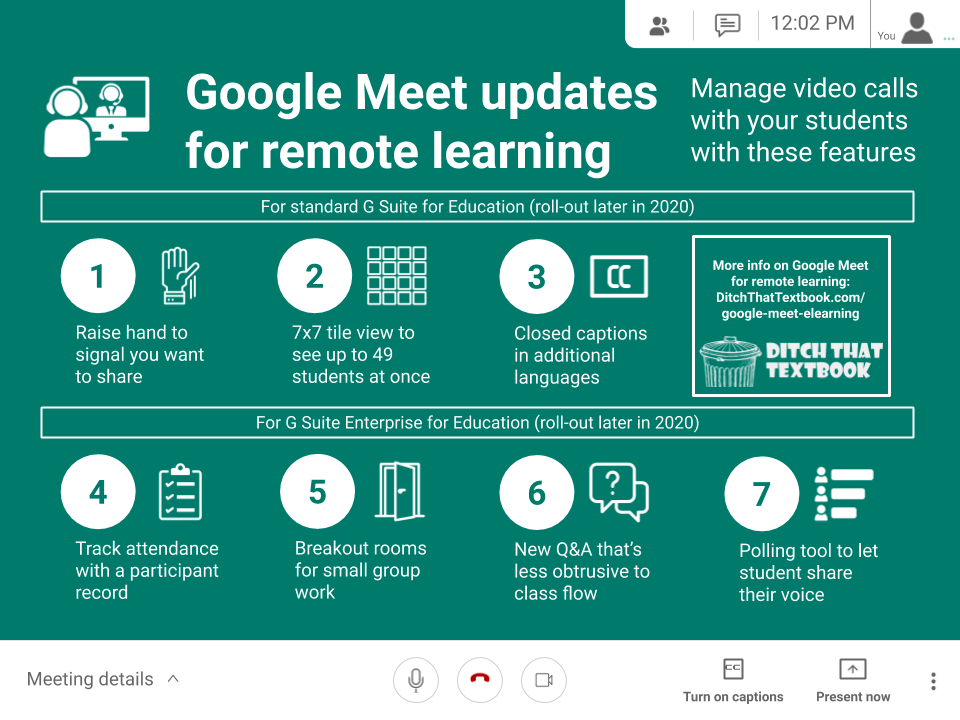 12:02 PM
You
Google Meet updates
for remote learning
Manage video calls
with your students
with these features
For standard G Suite for Education (roll-out later in 2020)
1
Raise hand to
signal you want
to share
2
7x7 tile view to
see up to 49
students at once
3
CC
Closed captions
in additional
languages
More info on Google Meet
for remote learning:
DitchThatTextbook.com/
google-meet-elearning
DITCH THAT
TEXTBOOK
For G Suite Enterprise for Education (roll-out later in 2020)
4
Track attendance
with a participant
record
5
Breakout rooms
for small group
work
6
?
New Q&A that's
less obtrusive to
class flow
7
Polling tool to let
student share
their voice
Meeting details
CC
Turn on captions
Present now